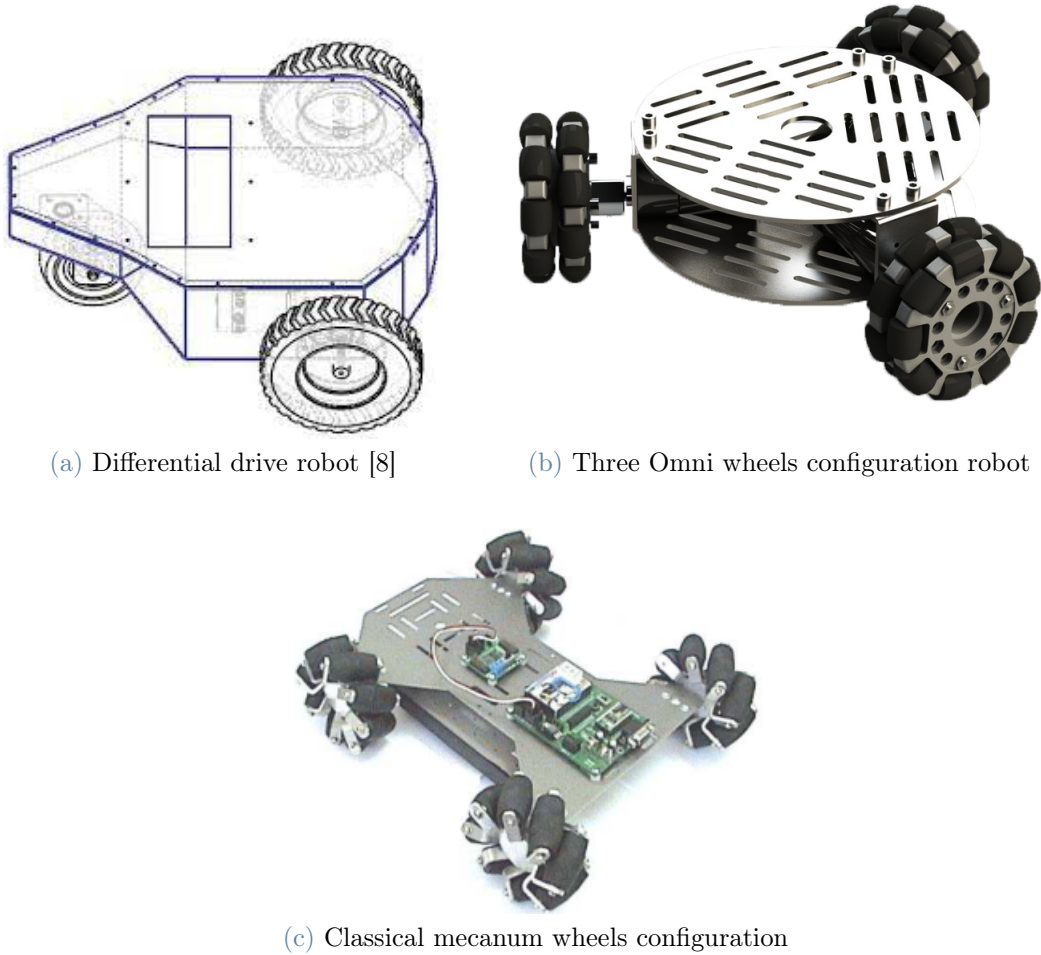 (a) Differential drive robot [8]
(b) Three Omni wheels configuration robot
(c) Classical mecanum wheels configuration